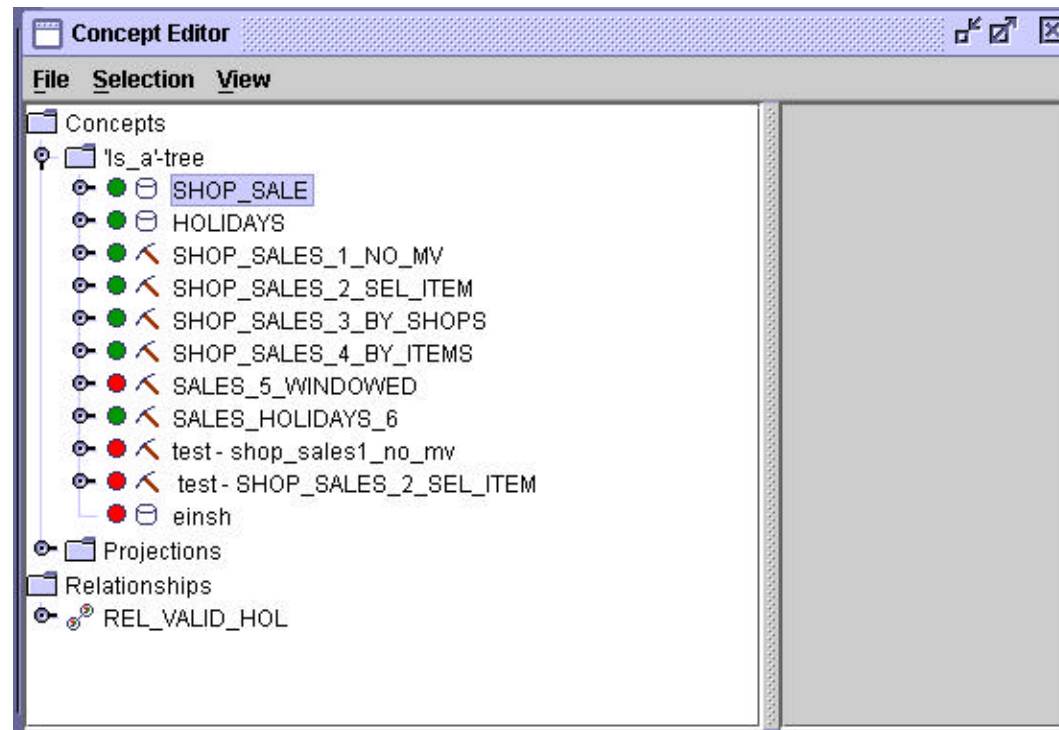 Concept Editor
File Selection View
Concepts
'Is_a'-tree
SHOP_SALE
HOLIDAYS
SHOP_SALES_1_NO_MV
SHOP_SALES_2_SEL_ITEM
SHOP_SALES_3_BY_SHOPS
SHOP_SALES_4_BY_ITEMS
SALES_5_WINDOWED
SALES_HOLIDAYS_6
test - shop_sales1_no_mv
test - SHOP_SALES_2_SEL_ITEM
einsh
Projections
Relationships
REL_VALID_HOL